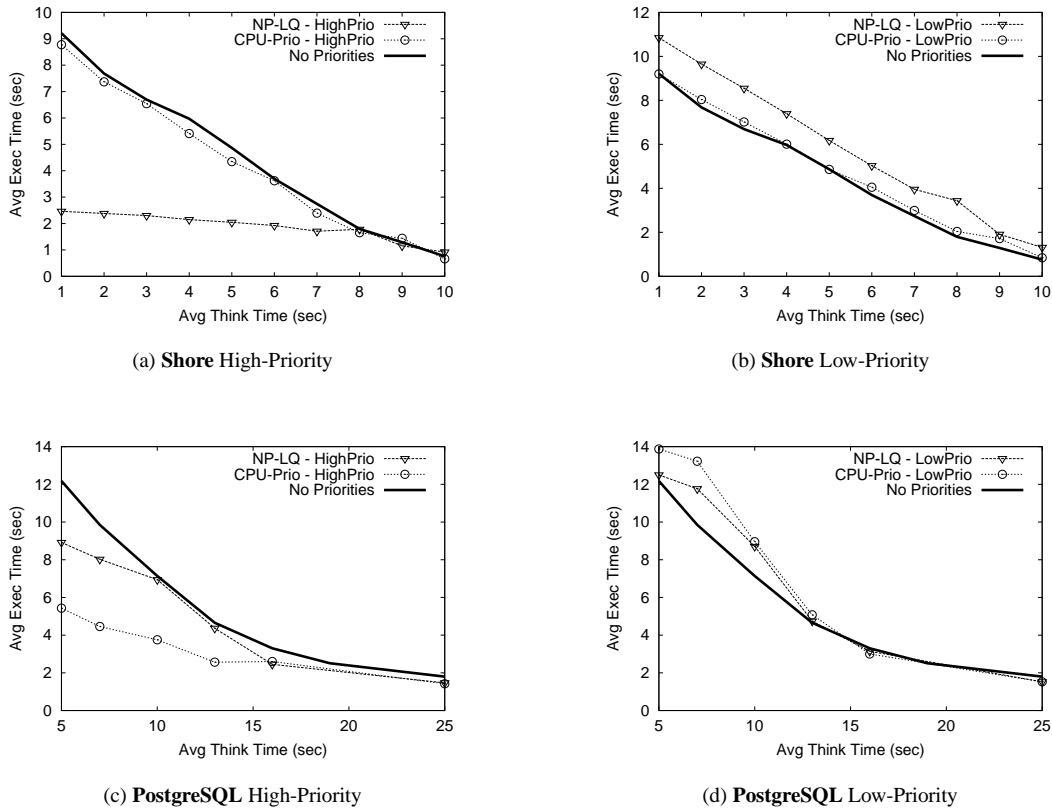 10
9
8
7
6
5
4
3
2
1
0
Avg Exec Time (sec)
NP-LQ - HighPrio
CPU-Prio - HighPrio
No Priorities
1 2 3 4 5 6 7 8 9 10
Avg Think Time (sec)
(a) Shore High-Priority
12
10
8
6
4
2
0
Avg Exec Time (sec)
NP-LQ - LowPrio
CPU-Prio - LowPrio
No Priorities
1 2 3 4 5 6 7 8 9 10
Avg Think Time (sec)
(b) Shore Low-Priority
14
12
10
8
6
4
2
0
Avg Exec Time (sec)
NP-LQ - HighPrio
CPU-Prio - HighPrio
No Priorities
5 10 15 20 25
Avg Think Time (sec)
(c) PostgreSQL High-Priority
14
12
10
8
6
4
2
0
Avg Exec Time (sec)
NP-LQ - LowPrio
CPU-Prio - LowPrio
No Priorities
5 10 15 20 25
Avg Think Time (sec)
(d) PostgreSQL Low-Priority